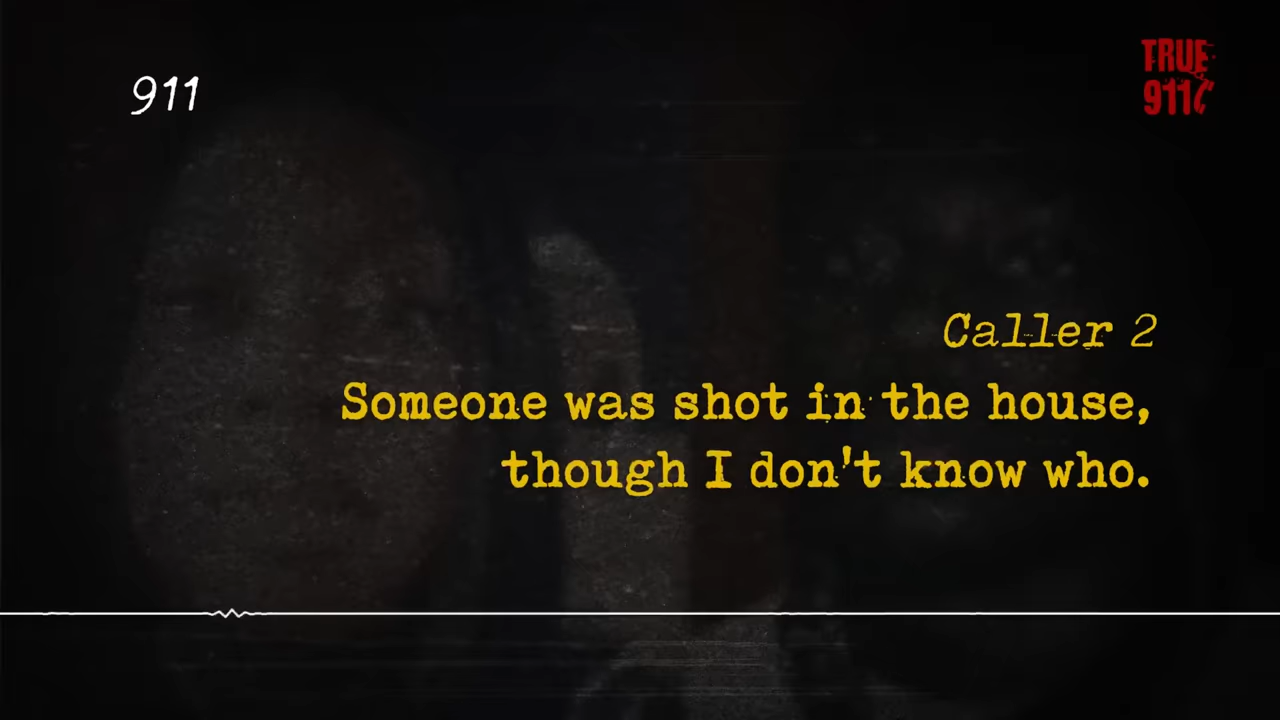 911
TRUE
911
Caller 2
Someone was shot in the house,
though I don't know who.